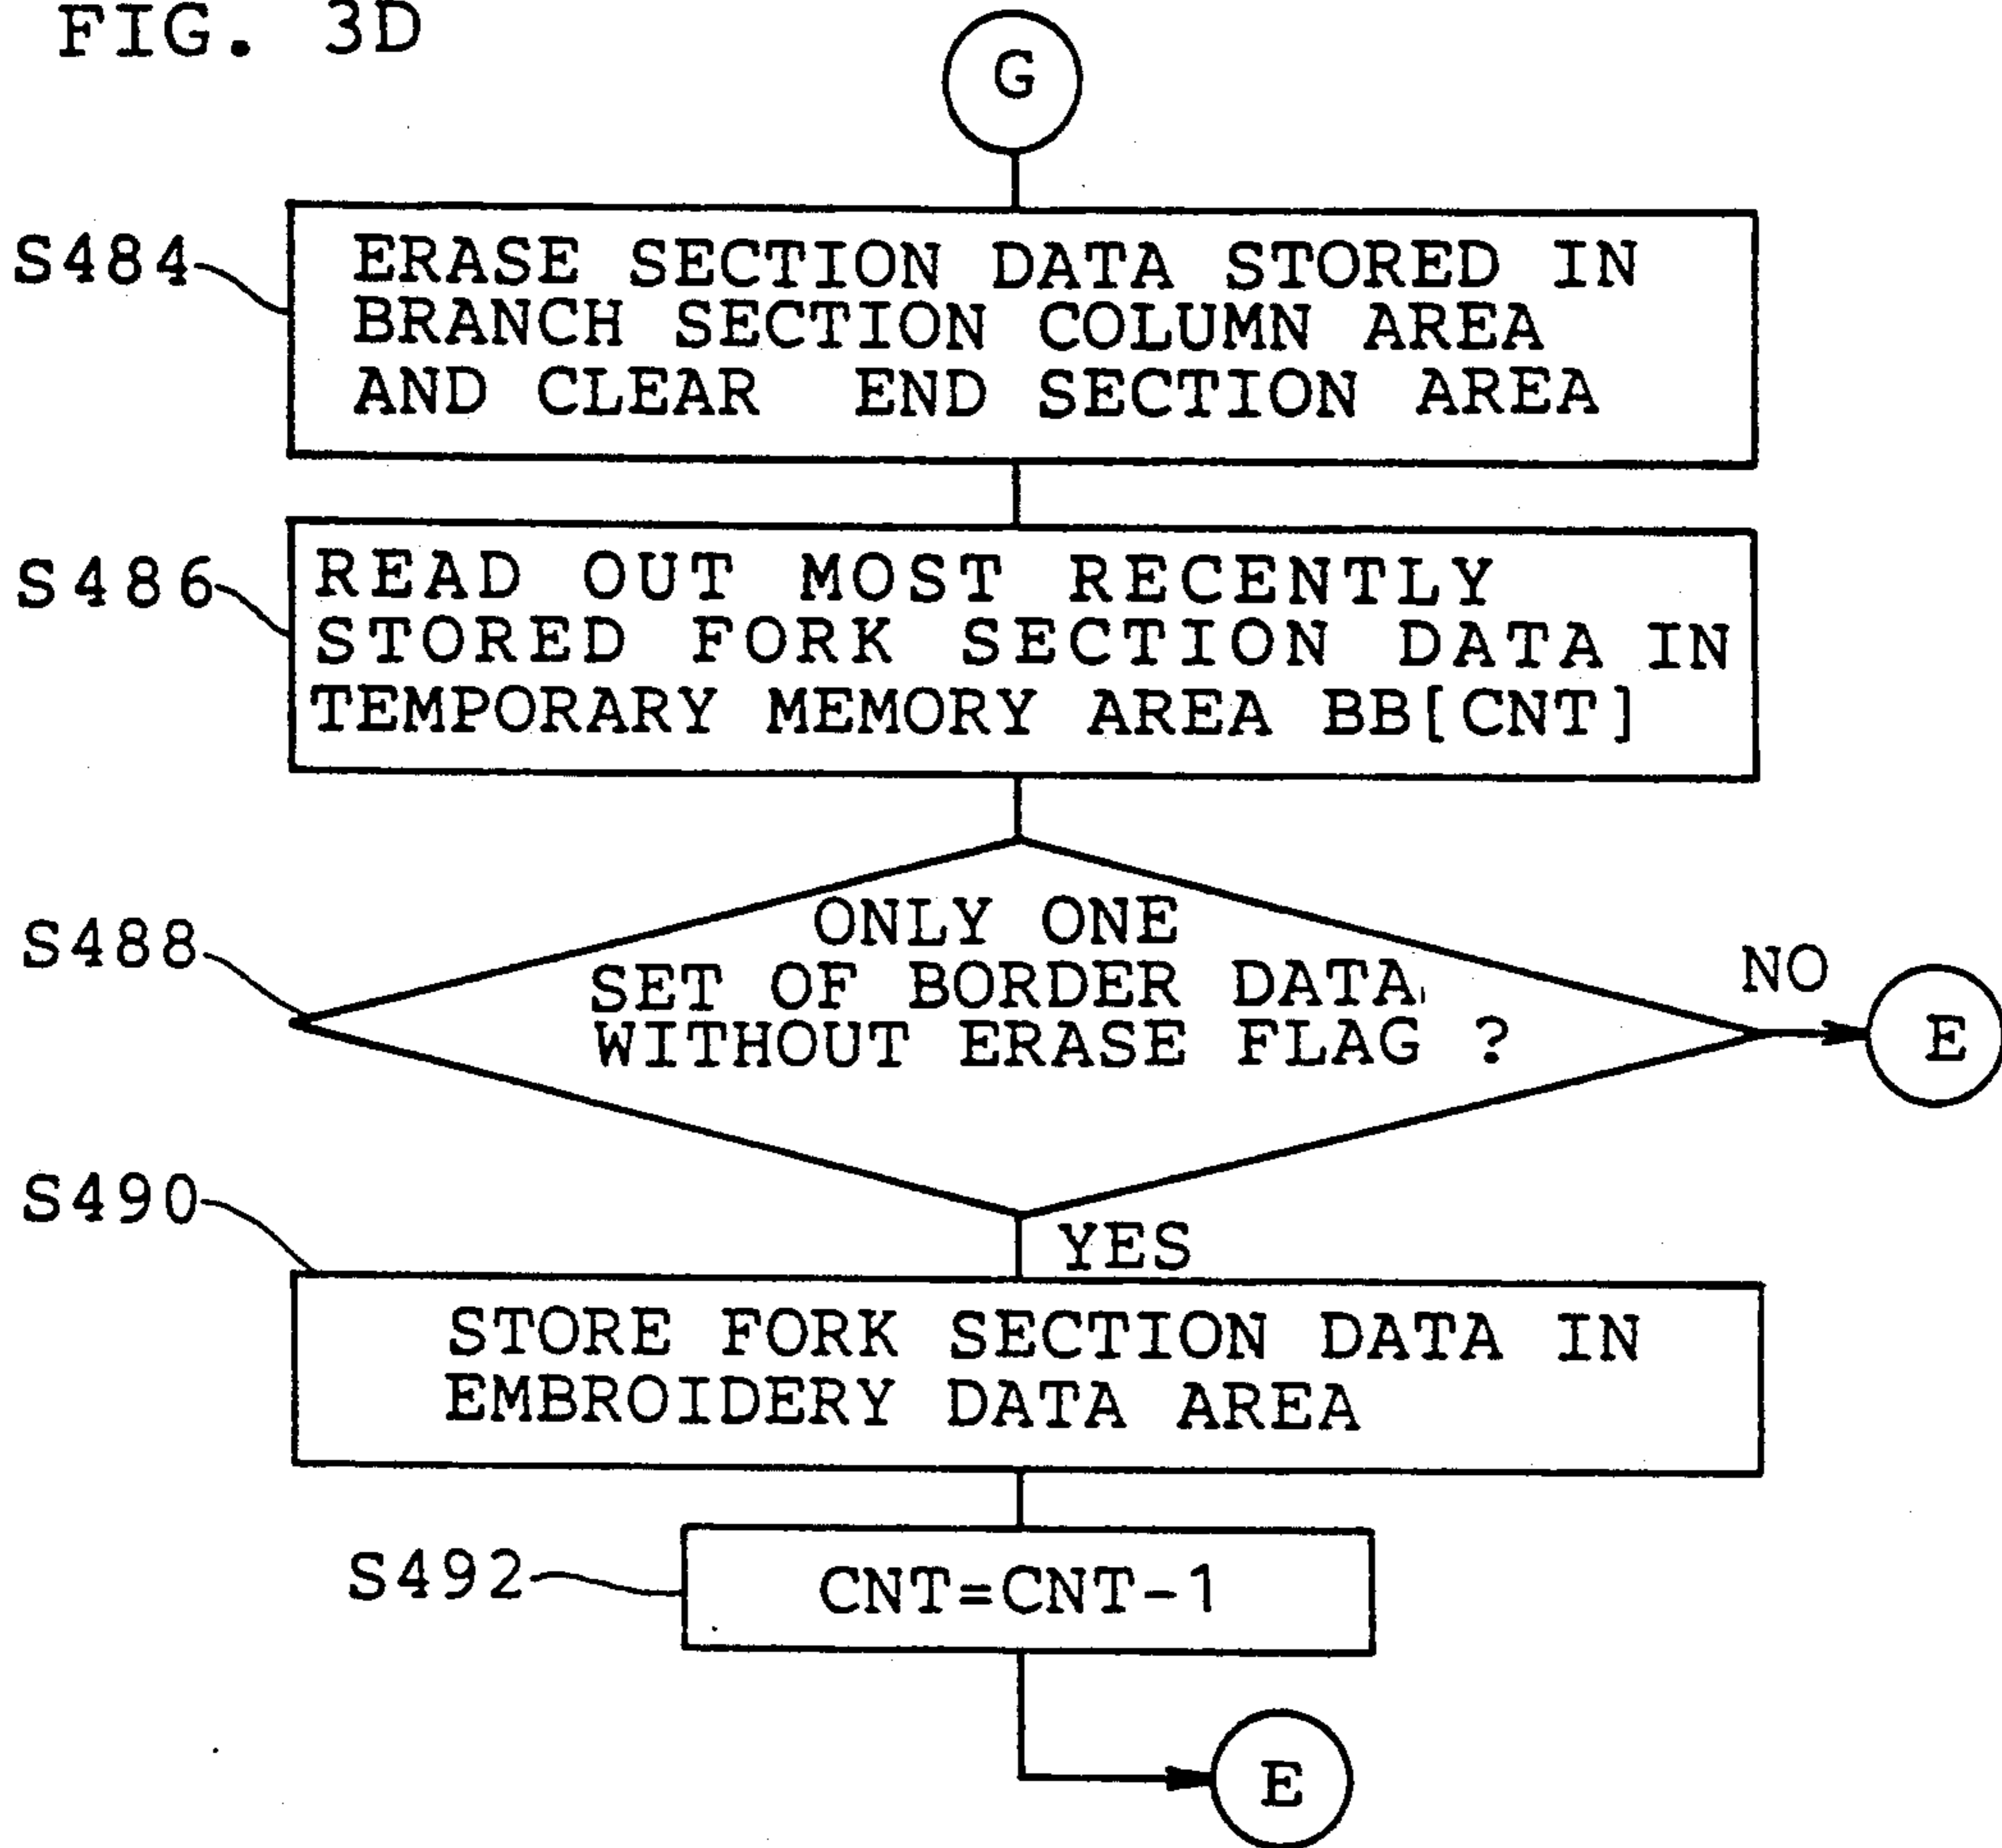 FIG. 3D
G
S484
ERASE SECTION DATA STORED IN
BRANCH SECTION COLUMN AREA
AND CLEAR END SECTION AREA
S486
READ OUT MOST RECENTLY
STORED FORK SECTION DATA IN
TEMPORARY MEMORY AREA BB[CNT]
S488
ONLY ONE
SET OF BORDER DATA
WITHOUT ERASE FLAG ?
NO
E
YES
S490
STORE FORK SECTION DATA IN
EMBROIDERY DATA AREA
S492
CNT=CNT-1
E